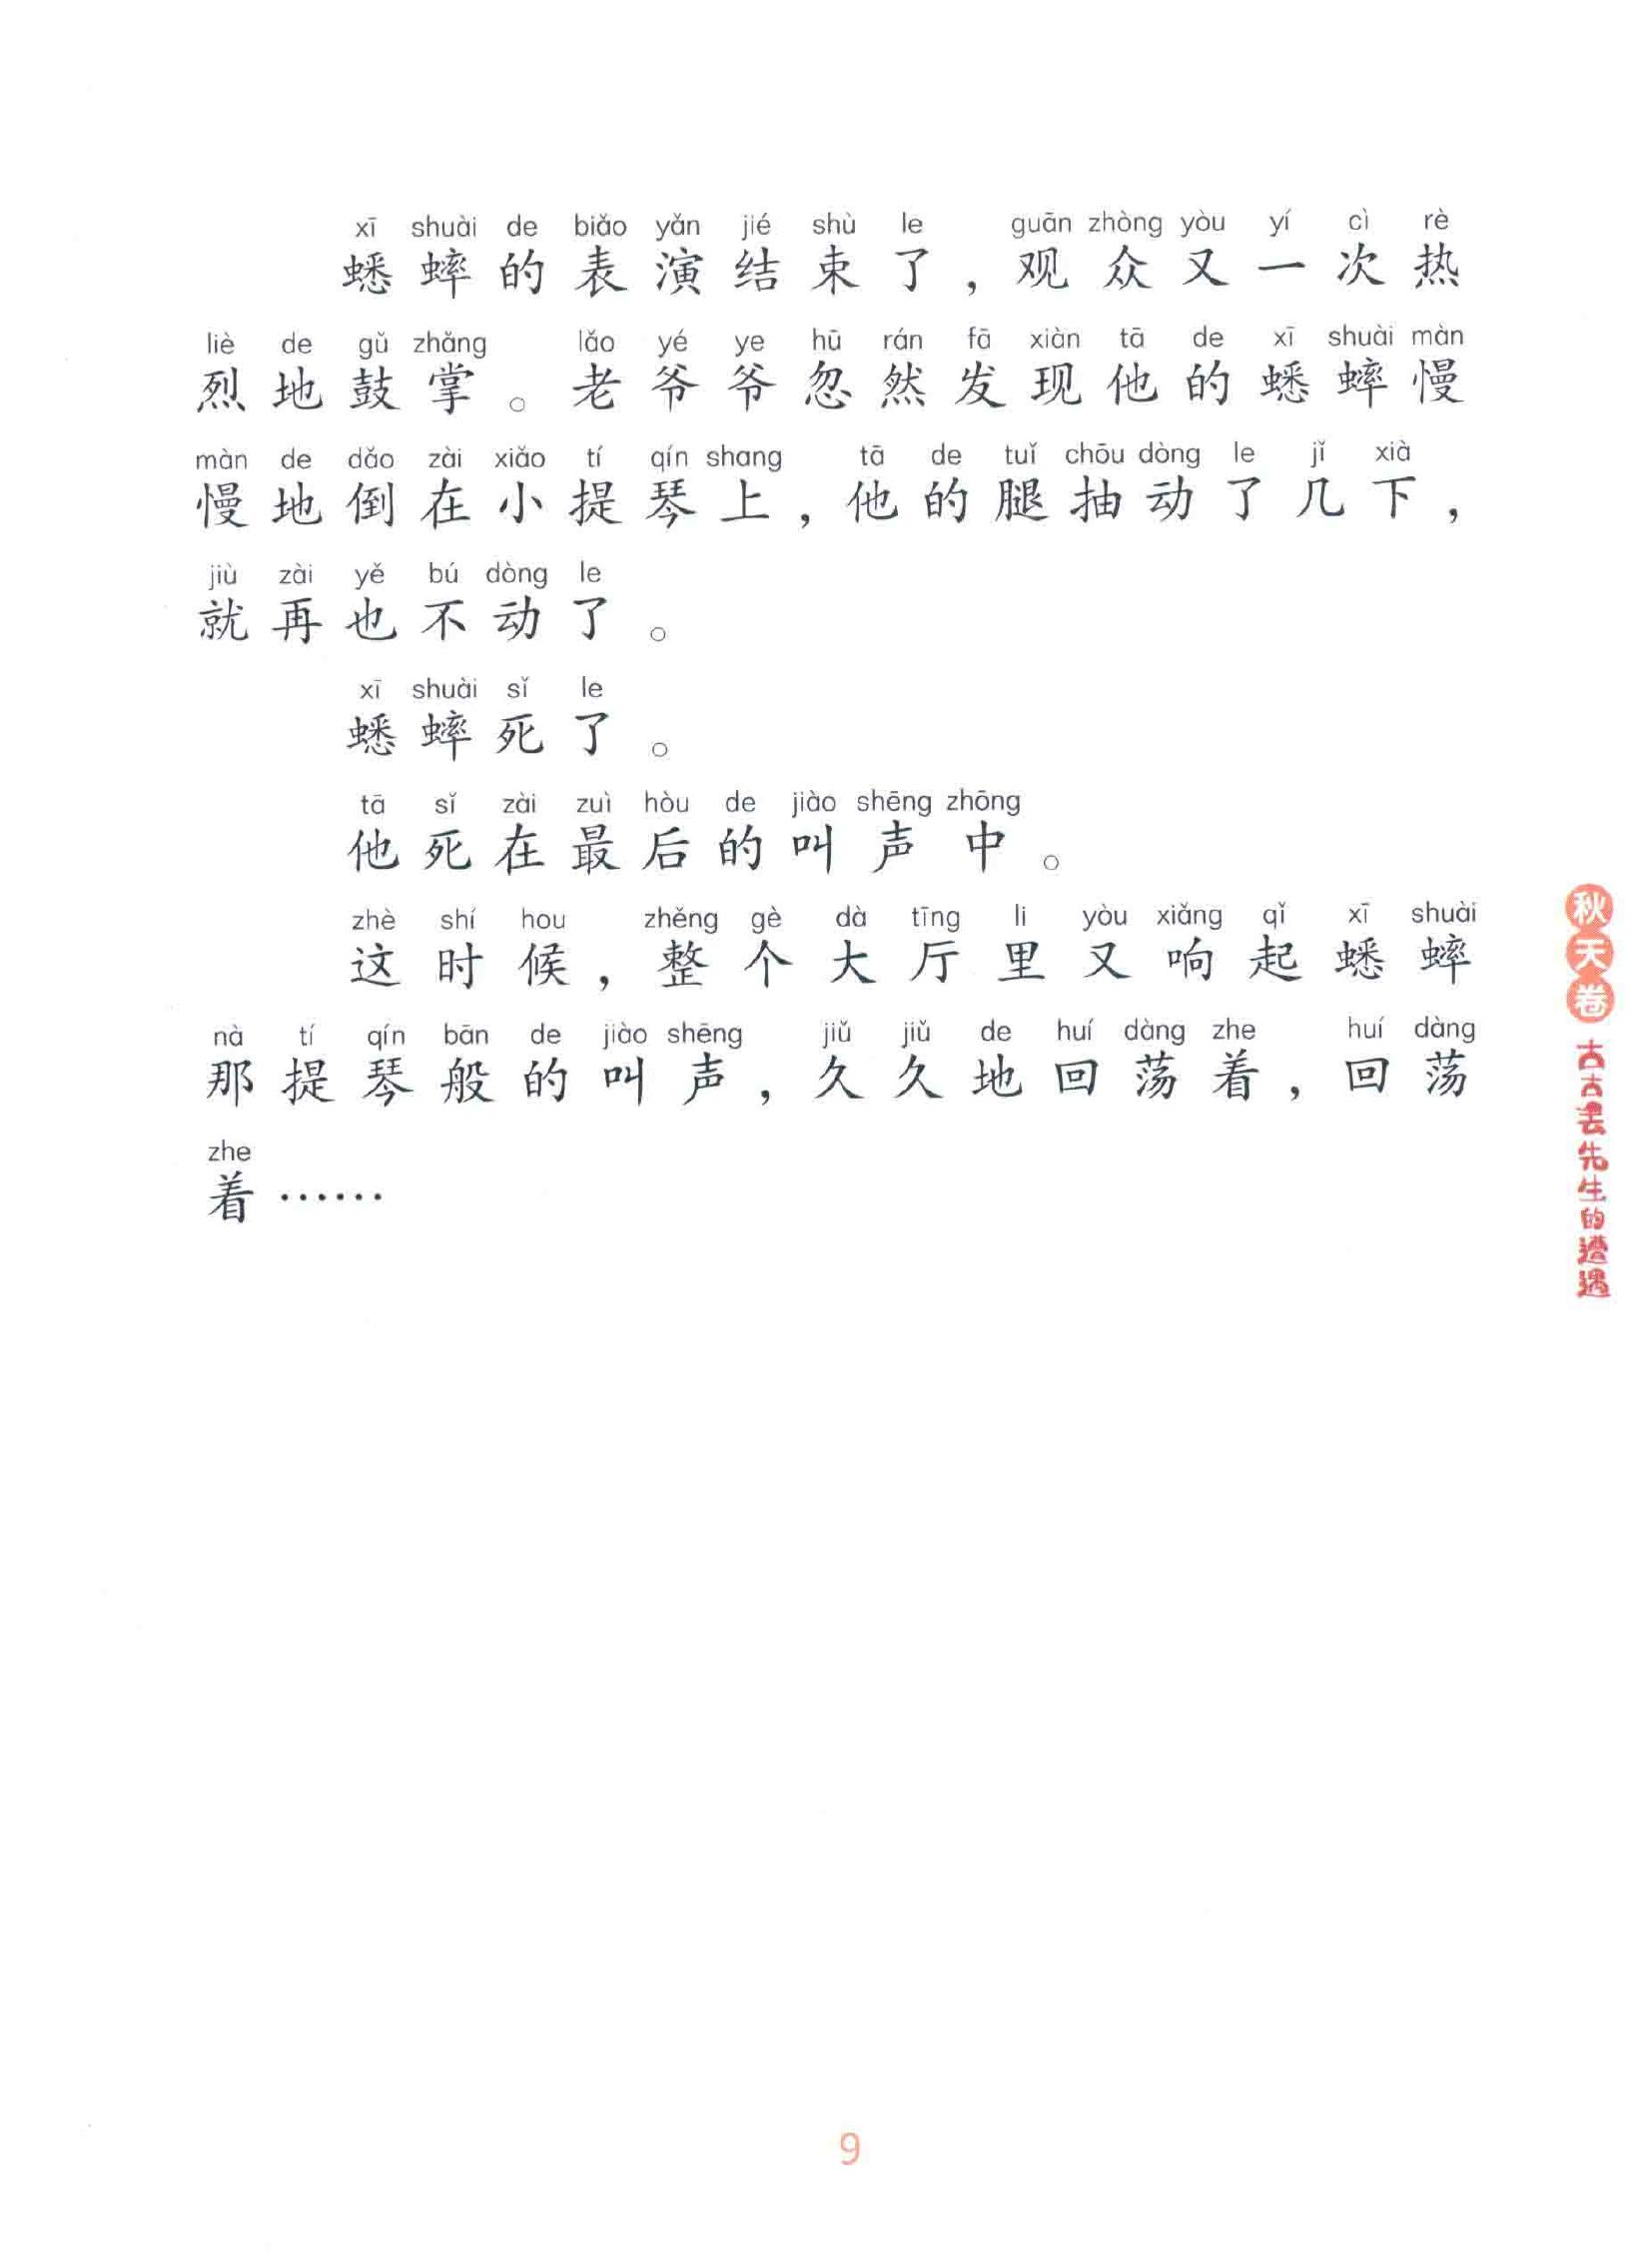 xī shuài de biǎo yǎn jié shù le guān zhòng yòu yí cì rè
蟋蟀的表演结束了，观众又一次热
liè de gǔ zhǎng lǎo yé ye hū rán fā xiàn tā de xī shuài màn
烈地鼓掌。老爷爷忽然发现他的蟋蟀慢
màn de dǎo zài xiǎo tí qín shang tā de tuǐ chōu dòng le jǐ xià
慢地倒在小提琴上，他的腿抽动了几下，
jiù zài yě bú dòng le
就再也不动了。
xī shuài sǐ le
蟋蟀死了。
tā sǐ zài zuì hòu de jiào shēng zhōng
他死在最后的叫声中。
zhè shí hou zhěng gè dà tīng li yòu xiǎng qǐ xī shuài
这时候，整个大厅里又响起蟋蟀
nà tí qín bān de jiào shēng jiǔ jiǔ de huí dàng zhe huí dàng
那提琴般的叫声，久久地回荡着，回荡
zhe
着……
秋天卷 古古丢先生的遭遇
9